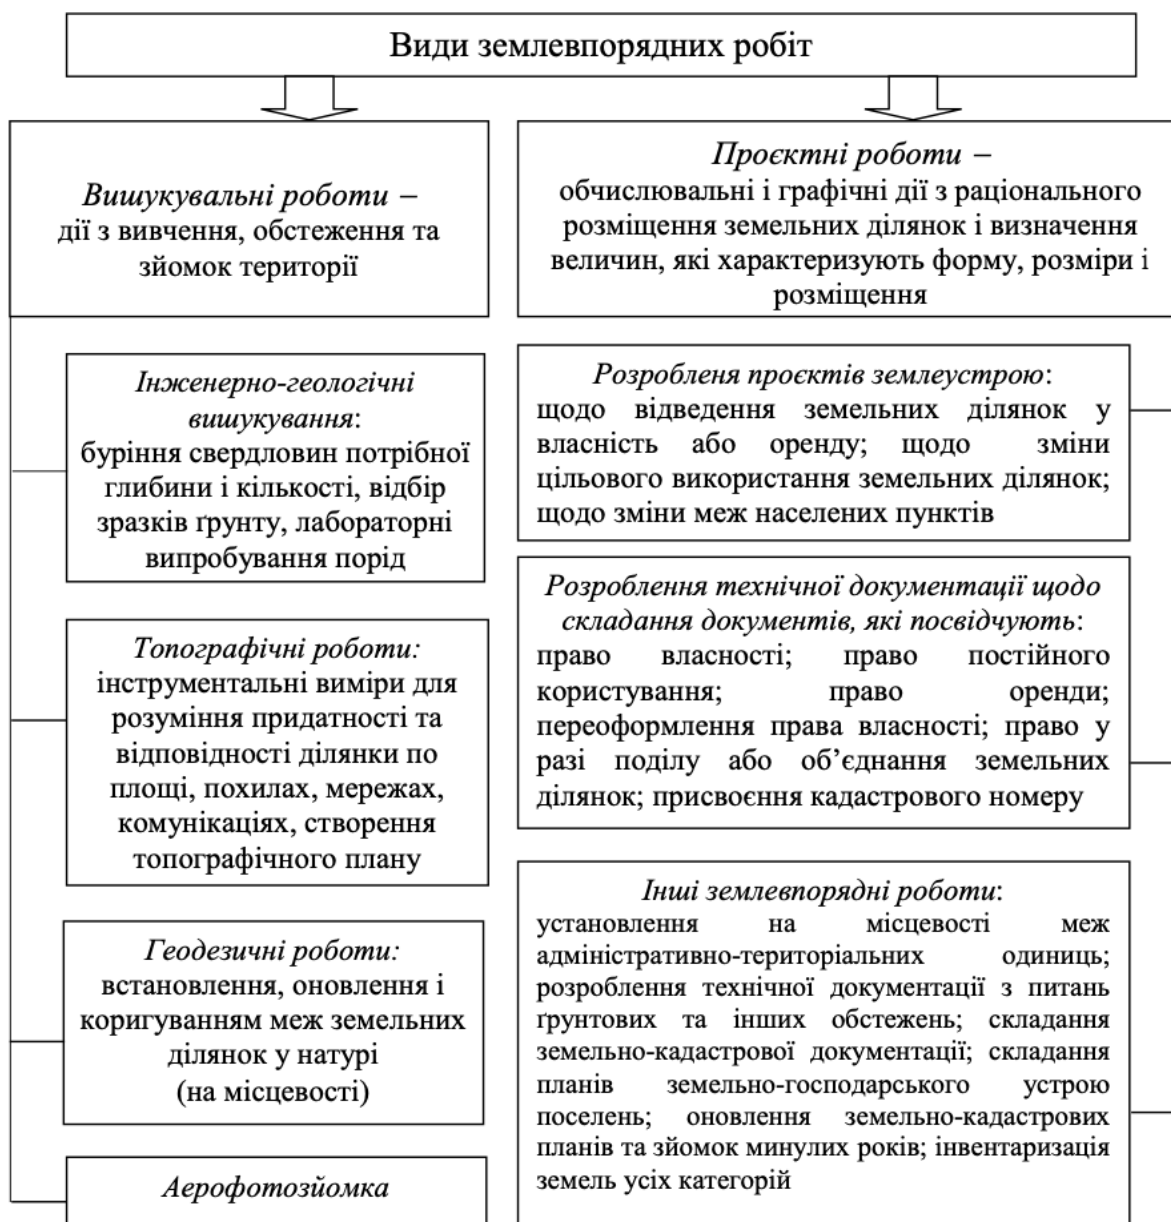 Види землевпорядних робіт
Вишукувальні роботи –
дії з вивчення, обстеження та
зйомок території
Проєктні роботи –
обчислювальні і графічні дії з раціонального
розміщення земельних ділянок і визначення
величин, які характеризують форму, розміри і
розміщення
Інженерно-геологічні
вишукування:
буріння свердловин потрібної
глибини і кількості, відбір
зразків ґрунту, лабораторні
випробування порід
Топографічні роботи:
інструментальні виміри для
розуміння придатності та
відповідності ділянки по
площі, похилах, мережах,
комунікаціях, створення
топографічного плану
Геодезичні роботи:
встановлення, оновлення і
коригуванням меж земельних
ділянок у натурі
(на місцевості)
Аерофотозйомка
Розробленя проєктів землеустрою:
щодо відведення земельних ділянок у
власність або оренду; щодо зміни
цільового використання земельних ділянок;
щодо зміни меж населених пунктів
Розроблення технічної документації щодо
складання документів, які посвідчують:
право власності; право постійного
користування; право оренди;
переоформлення права власності; право у
разі поділу або об’єднання земельних
ділянок; присвоєння кадастрового номеру
Інші землевпорядні роботи:
установлення на місцевості меж
адміністративно-територіальних одиниць;
розроблення технічної документації з питань
ґрунтових та інших обстежень; складання
земельно-кадастрової документації; складання
планів земельно-господарського устрою
поселень; оновлення земельно-кадастрових
планів та зйомок минулих років; інвентаризація
земель усіх категорій